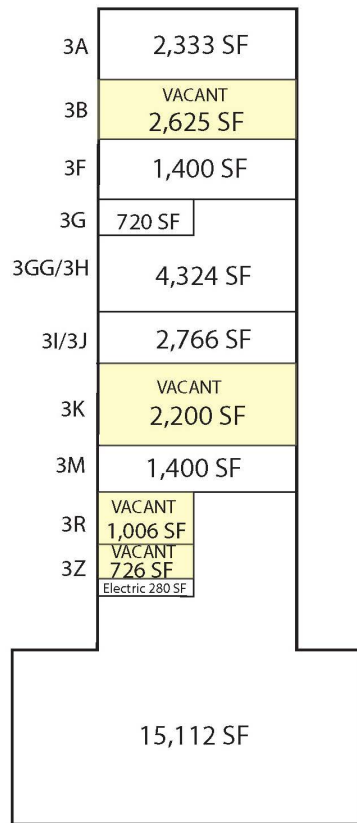 3A 2,333 SF
VACANT
3B 2,625 SF
3F 1,400 SF
3G 720 SF
3GG/3H 4,324 SF
3I/3J 2,766 SF
VACANT
3K 2,200 SF
3M 1,400 SF
VACANT
3R 1,006 SF
VACANT
3Z 726 SF
Electric 280 SF
15,112 SF